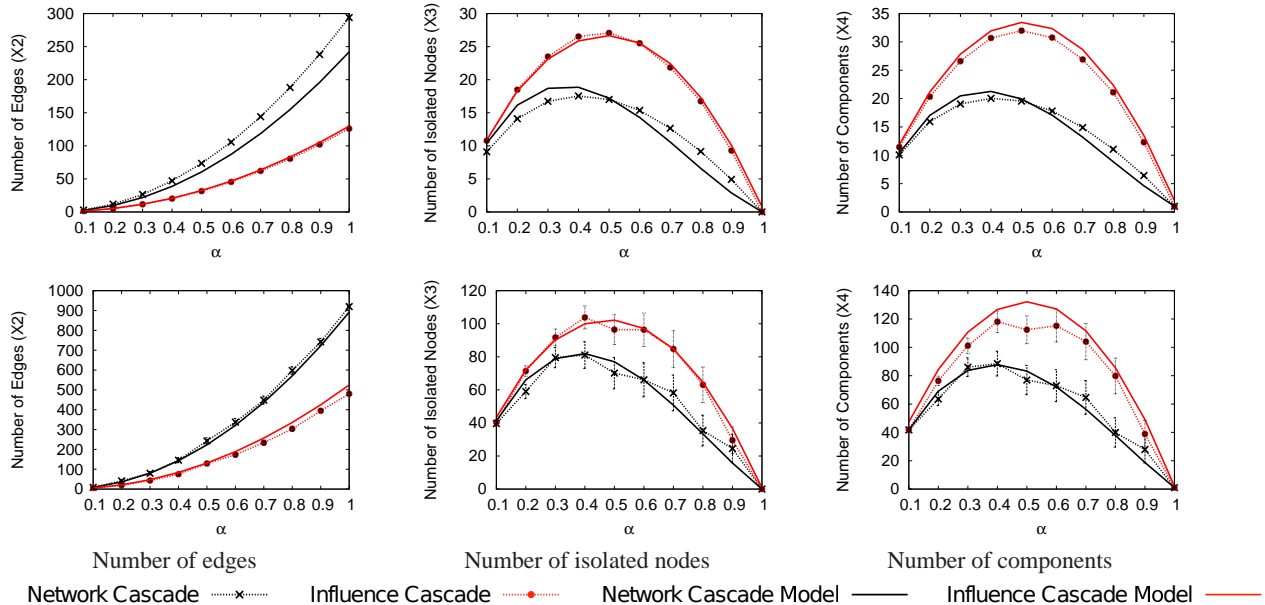 Number of Edges (X2)
300
250
200
150
100
50
0
0.1 0.2 0.3 0.4 0.5 0.6 0.7 0.8 0.9 1
α
Number of Isolated Nodes (X3)
30
25
20
15
10
5
0
0.1 0.2 0.3 0.4 0.5 0.6 0.7 0.8 0.9 1
α
Number of Components (X4)
35
30
25
20
15
10
5
0
0.1 0.2 0.3 0.4 0.5 0.6 0.7 0.8 0.9 1
α
Number of Edges (X2)
1000
900
800
700
600
500
400
300
200
100
0
0.1 0.2 0.3 0.4 0.5 0.6 0.7 0.8 0.9 1
α
Number of Isolated Nodes (X3)
120
100
80
60
40
20
0
0.1 0.2 0.3 0.4 0.5 0.6 0.7 0.8 0.9 1
α
Number of Components (X4)
140
120
100
80
60
40
20
0
0.1 0.2 0.3 0.4 0.5 0.6 0.7 0.8 0.9 1
α
Number of edges Number of isolated nodes Number of components
Network Cascade Influence Cascade Network Cascade Model Influence Cascade Model